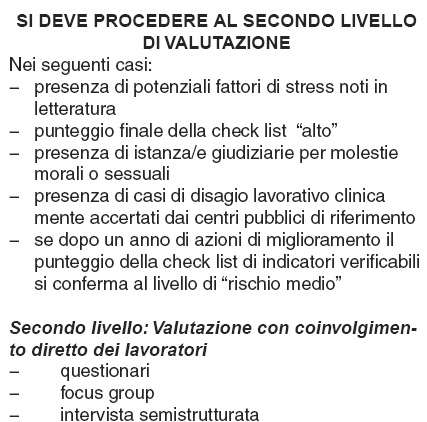 SI DEVE PROCEDERE AL SECONDO LIVELLO
DI VALUTAZIONE
Nei seguenti casi:
– presenza di potenziali fattori di stress noti in
letteratura
– punteggio finale della check list “alto”
– presenza di istanza/e giudiziarie per molestie
morali o sessuali
– presenza di casi di disagio lavorativo clinica
mente accertati dai centri pubblici di riferimento
– se dopo un anno di azioni di miglioramento il
punteggio della check list di indicatori verificabili
si conferma al livello di “rischio medio”
Secondo livello: Valutazione con coinvolgimen-
to diretto dei lavoratori
– questionari
– focus group
– intervista semistrutturata